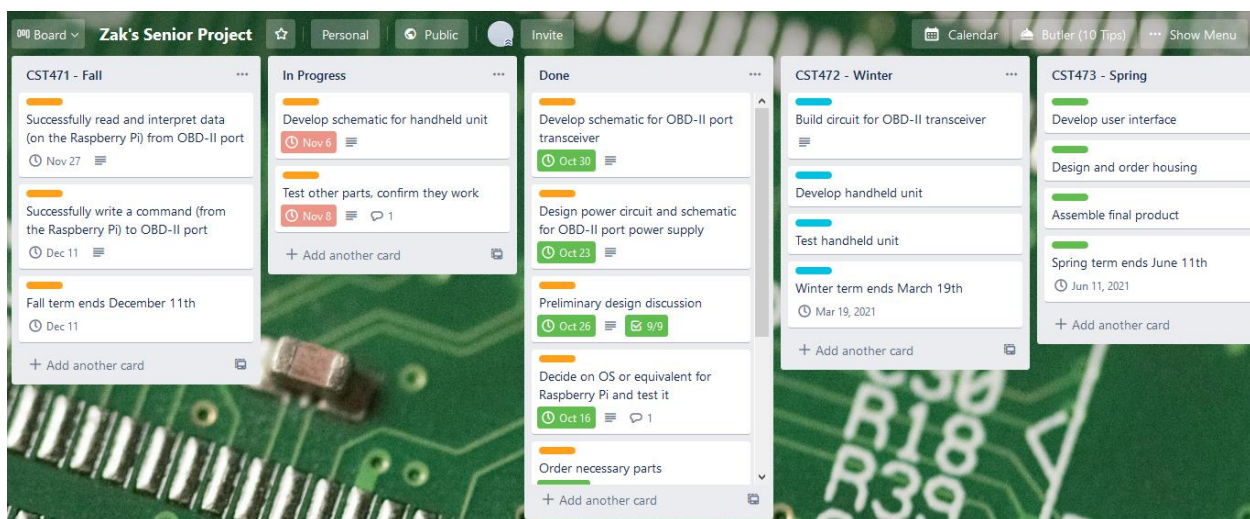 Board
Zak's Senior Project
Personal
Public
Invite
Calendar
Butler (10 Tips)
Show Menu
CST471 - Fall
Successfully read and interpret data
(on the Raspberry Pi) from OBD-II port
Nov 27
Successfully write a command (from
the Raspberry Pi) to OBD-II port
Dec 11
Fall term ends December 11th
Dec 11
+ Add another card
In Progress
Develop schematic for handheld unit
Nov 6
Test other parts, confirm they work
Nov 8
1
+ Add another card
Done
Develop schematic for OBD-II port
transceiver
Oct 30
Design power circuit and schematic
for OBD-II port power supply
Oct 23
Preliminary design discussion
Oct 26
9/9
Decide on OS or equivalent for
Raspberry Pi and test it
Oct 16
1
Order necessary parts
+ Add another card
CST472 - Winter
Build circuit for OBD-II transceiver
Develop handheld unit
Test handheld unit
Winter term ends March 19th
Mar 19, 2021
+ Add another card
CST473 - Spring
Develop user interface
Design and order housing
Assemble final product
Spring term ends June 11th
Jun 11, 2021
+ Add another card
R18
R39